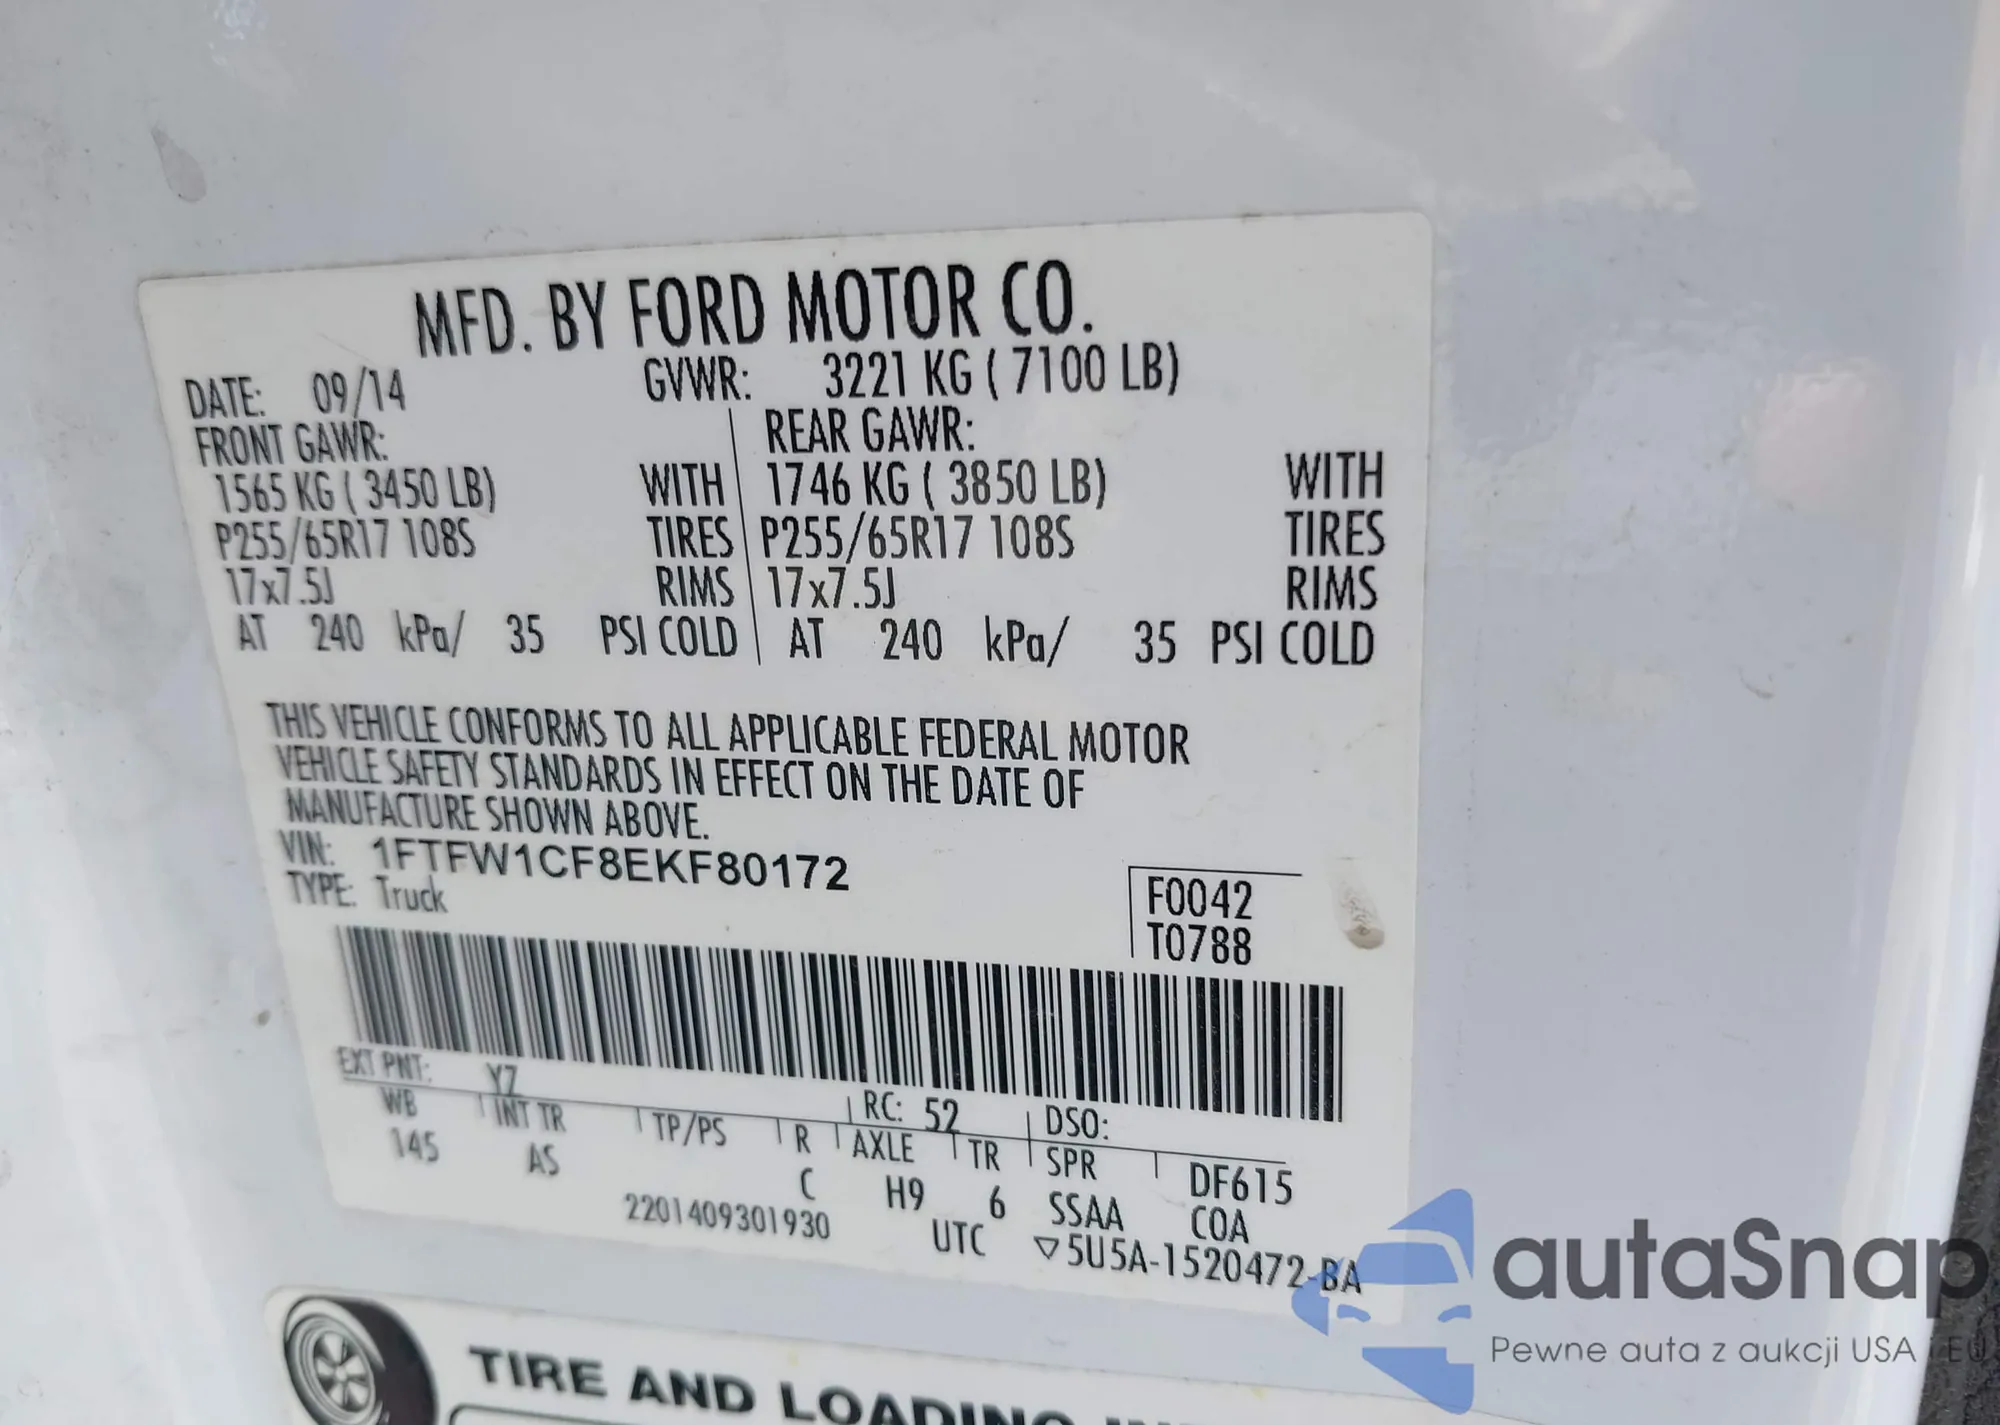 MFD. BY FORD MOTOR CO.
DATE: 09/14 GVWR: 3221 KG ( 7100 LB)
FRONT GAWR: REAR GAWR:
1565 KG ( 3450 LB) WITH 1746 KG ( 3850 LB) WITH
P255/65R17 108S TIRES P255/65R17 108S TIRES
17x7.5J RIMS 17x7.5J RIMS
AT 240 kPa/ 35 PSI COLD AT 240 kPa/ 35 PSI COLD
THIS VEHICLE CONFORMS TO ALL APPLICABLE FEDERAL MOTOR
VEHICLE SAFETY STANDARDS IN EFFECT ON THE DATE OF
MANUFACTURE SHOWN ABOVE.
VIN: 1FTFW1CF8EKF80172
TYPE: Truck
F0042
T0788
EXT PNT: YZ RC: 52 DSO:
WB INT TR TP/PS R AXLE TR SPR DF615
145 AS C H9 6 SSAA COA
2201409301930 UTC ▽5U5A-1520472-BA
TIRE AND LOADING
autaSnap
Pewne auta z aukcji USA i EU